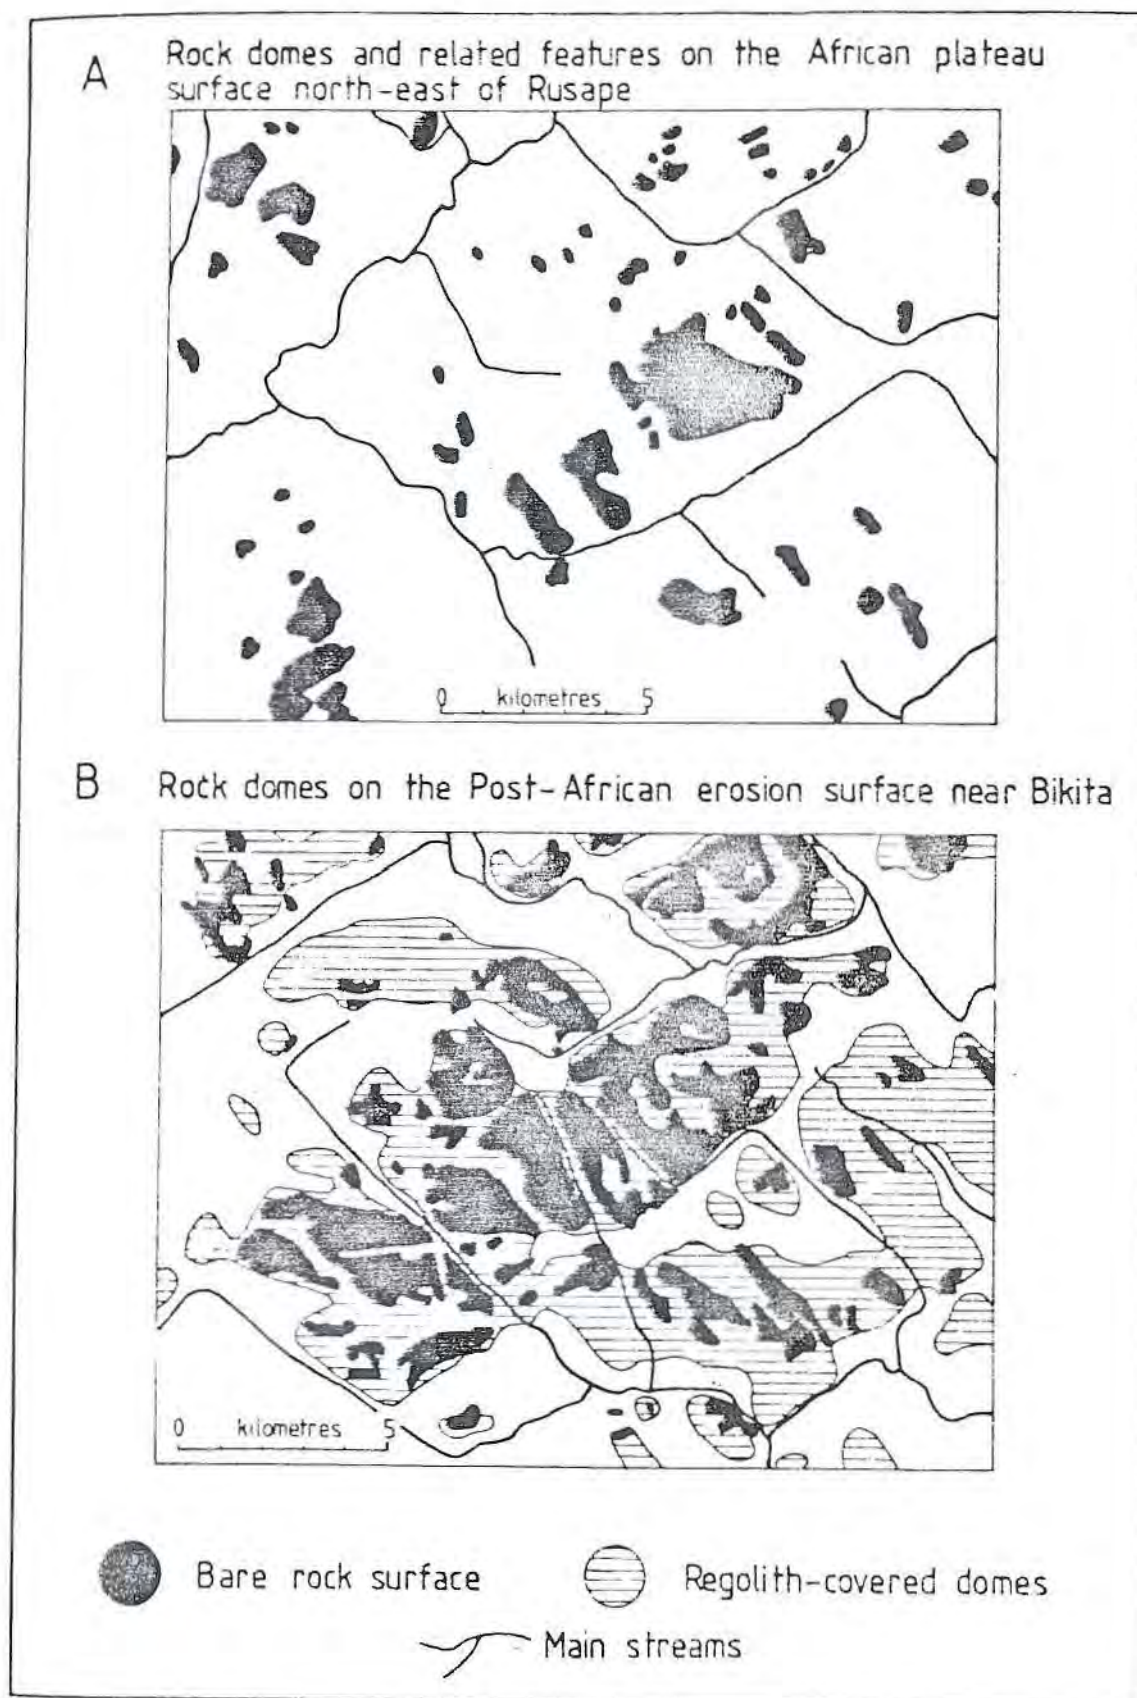 A
Rock domes and related features on the African plateau
surface north-east of Rusape
0 kilometres 5
B
Rock domes on the Post-African erosion surface near Bikita
0 kilometres 5
Bare rock surface
Regolith-covered domes
Main streams